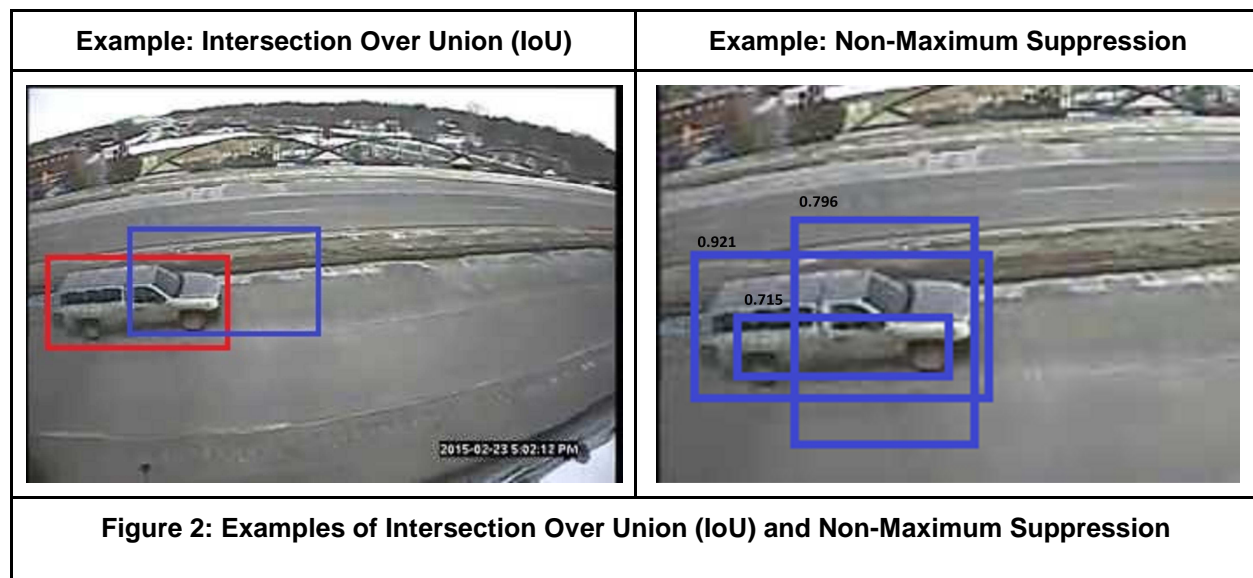 Example: Intersection Over Union (IoU)
Example: Non-Maximum Suppression
2015-02-23 5:02:12 PM
0.796
0.921
0.715
Figure 2: Examples of Intersection Over Union (IoU) and Non-Maximum Suppression